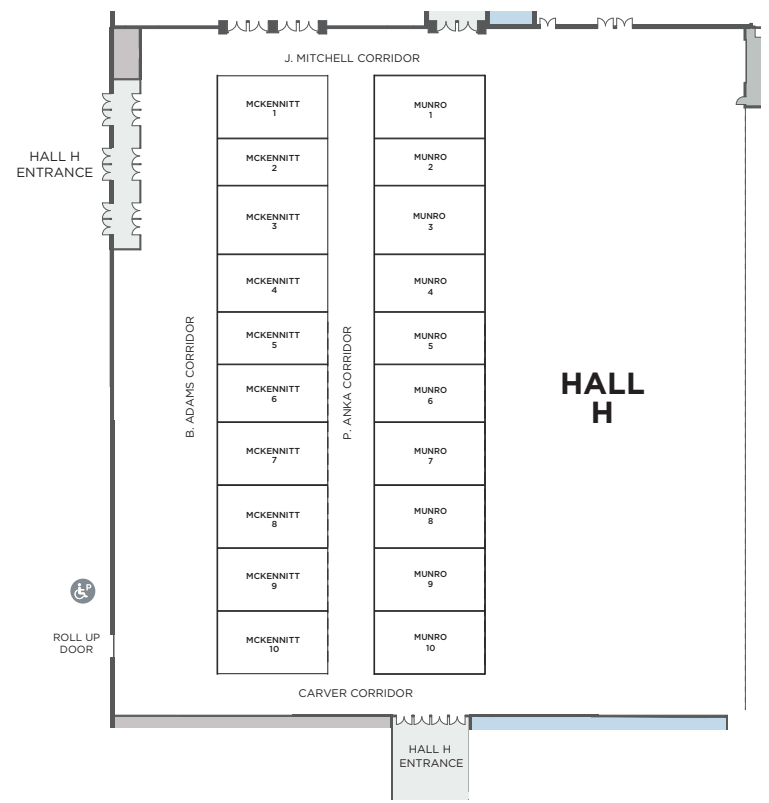 J. MITCHELL CORRIDOR
MCKENNITT
1
MUNRO
1
HALL H
ENTRANCE
MCKENNITT
2
MUNRO
2
MCKENNITT
3
MUNRO
3
MCKENNITT
4
MUNRO
4
B. ADAMS CORRIDOR
P. ANKA CORRIDOR
MCKENNITT
5
MUNRO
5
MCKENNITT
6
MUNRO
6
HALL
H
MCKENNITT
7
MUNRO
7
MCKENNITT
8
MUNRO
8
P
MCKENNITT
9
MUNRO
9
ROLL UP
DOOR
MCKENNITT
10
MUNRO
10
CARVER CORRIDOR
HALL H
ENTRANCE